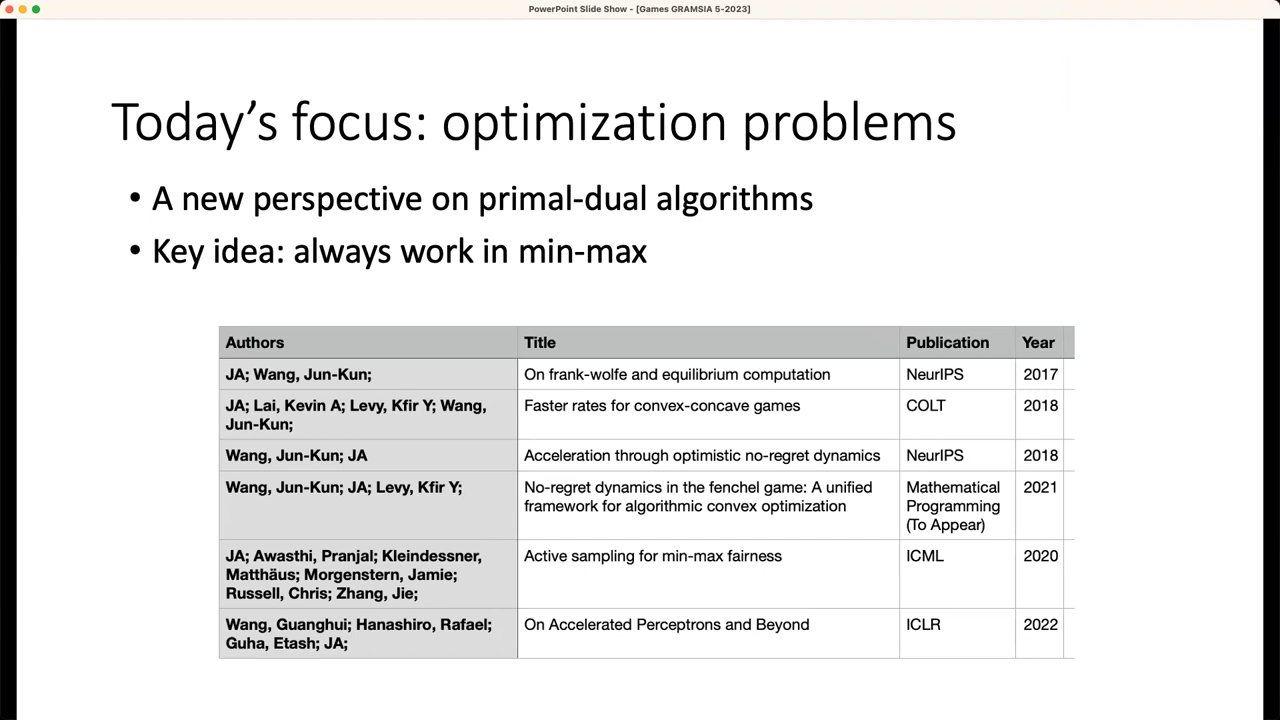 PowerPoint Slide Show - [Games GRAMSIA 5-2023]
Today's focus: optimization problems
• A new perspective on primal-dual algorithms
• Key idea: always work in min-max
Authors Title Publication Year
JA; Wang, Jun-Kun; On frank-wolfe and equilibrium computation NeurIPS 2017
JA; Lai, Kevin A; Levy, Kfir Y; Wang, Faster rates for convex-concave games COLT 2018
Jun-Kun;
Wang, Jun-Kun; JA Acceleration through optimistic no-regret dynamics NeurIPS 2018
Wang, Jun-Kun; JA; Levy, Kfir Y; No-regret dynamics in the fenchel game: A unified Mathematical 2021
framework for algorithmic convex optimization Programming
(To Appear)
JA; Awasthi, Pranjal; Kleindessner, Active sampling for min-max fairness ICML 2020
Matthäus; Morgenstern, Jamie;
Russell, Chris; Zhang, Jie;
Wang, Guanghui; Hanashiro, Rafael; On Accelerated Perceptrons and Beyond ICLR 2022
Guha, Etash; JA;